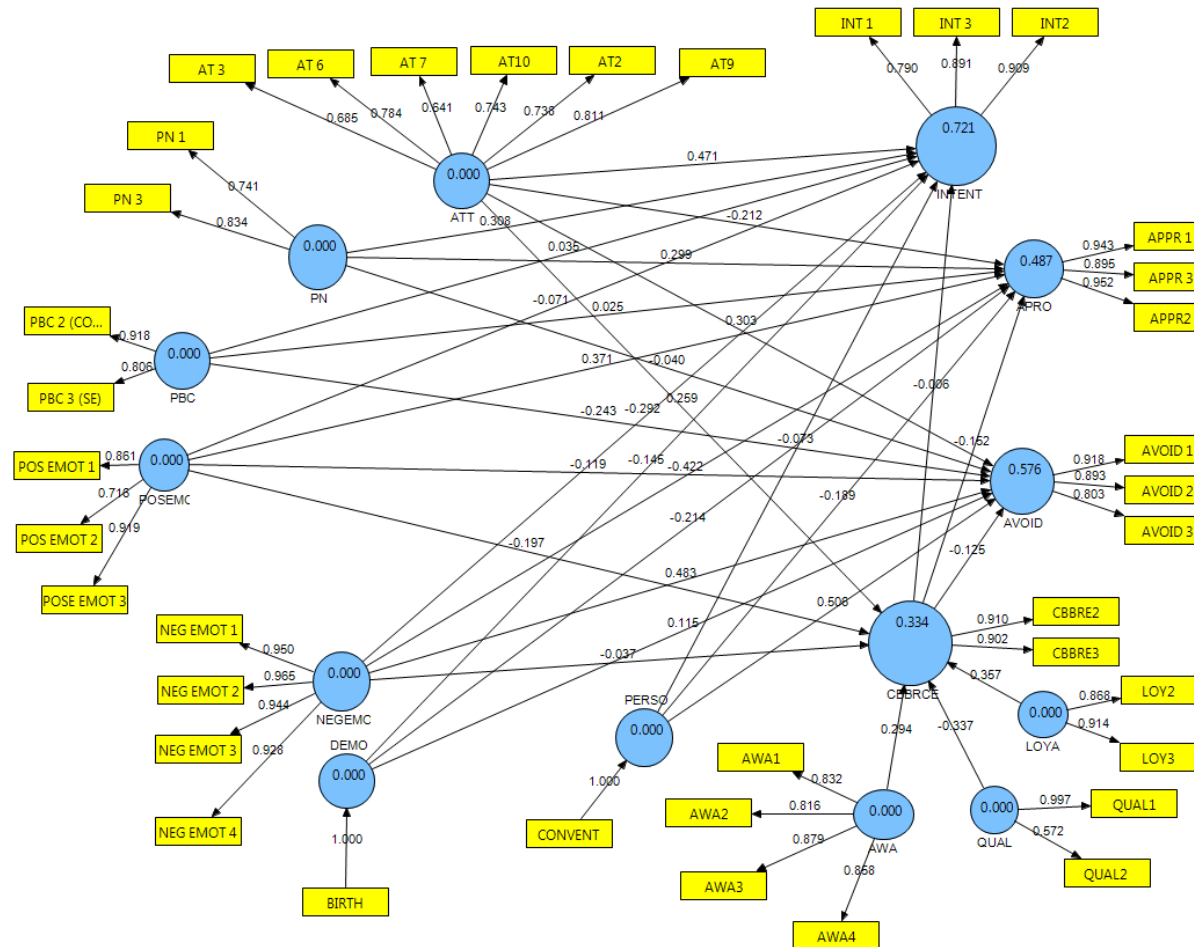 INT 1
INT 3
INT2
0.790
0.891
0.909
AT 3
AT 6
AT 7
AT10
AT2
AT9
0.685
0.784
0.641
0.743
0.738
0.811
PN 1
PN 3
0.741
0.834
0.721
INTENT
0.000
ATT
0.471
0.308
-0.212
0.000
PN
0.035
0.299
-0.071
0.025
0.303
0.487
APRO
0.943
0.895
0.952
APPR 1
APPR 3
APPR2
PBC 2 (CO...
PBC 3 (SE)
0.918
0.806
0.000
PBC
0.371
-0.040
-0.006
-0.243
-0.292
0.259
-0.073
-0.152
POS EMOT 1
POS EMOT 2
POSE EMOT 3
0.861
0.718
0.919
0.000
POSEMO
-0.119
-0.145
-0.422
-0.189
-0.214
-0.197
0.576
AVOID
0.918
0.893
0.803
AVOID 1
AVOID 2
AVOID 3
-0.125
0.483
0.506
0.115
-0.037
NEG EMOT 1
NEG EMOT 2
NEG EMOT 3
NEG EMOT 4
0.950
0.965
0.944
0.928
0.000
NEGEMO
0.334
CBBRCE
0.910
0.902
CBBRE2
CBBRE3
0.357
0.294
-0.337
0.000
LOYA
0.868
0.914
LOY2
LOY3
DEMO
0.000
1.000
BIRTH
PERSO
0.000
1.000
CONVENT
AWA1
AWA2
AWA3
AWA4
0.832
0.816
0.879
0.858
0.000
AWA
0.000
QUAL
0.997
0.572
QUAL1
QUAL2